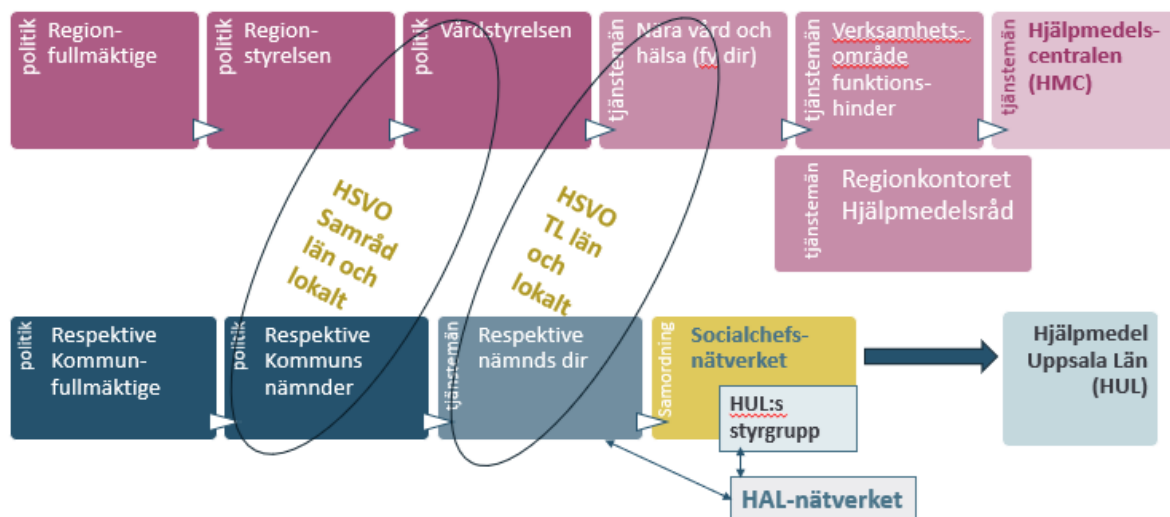 politik
Region-
fullmäktige
politik
Region-
styrelsen
politik
Vårdstyrelsen
tjänstemän
Nära vård och
hälsa (fv dir)
tjänstemän
Verksamhets-
område
funktions-
hinder
tjänstemän
Hjälpmedels-
centralen
(HMC)
tjänstemän
Regionkontoret
Hjälpmedelsråd
HSVO
Samråd
län och
lokalt
HSVO
TL län
och
lokalt
politik
Respektive
Kommun-
fullmäktige
politik
Respektive
Kommuns
nämnder
tjänstemän
Respektive
nämnds dir
Samordning
Socialchefs-
nätverket
HUL:s
styrgrupp
Hjälpmedel
Uppsala Län
(HUL)
HAL-nätverket